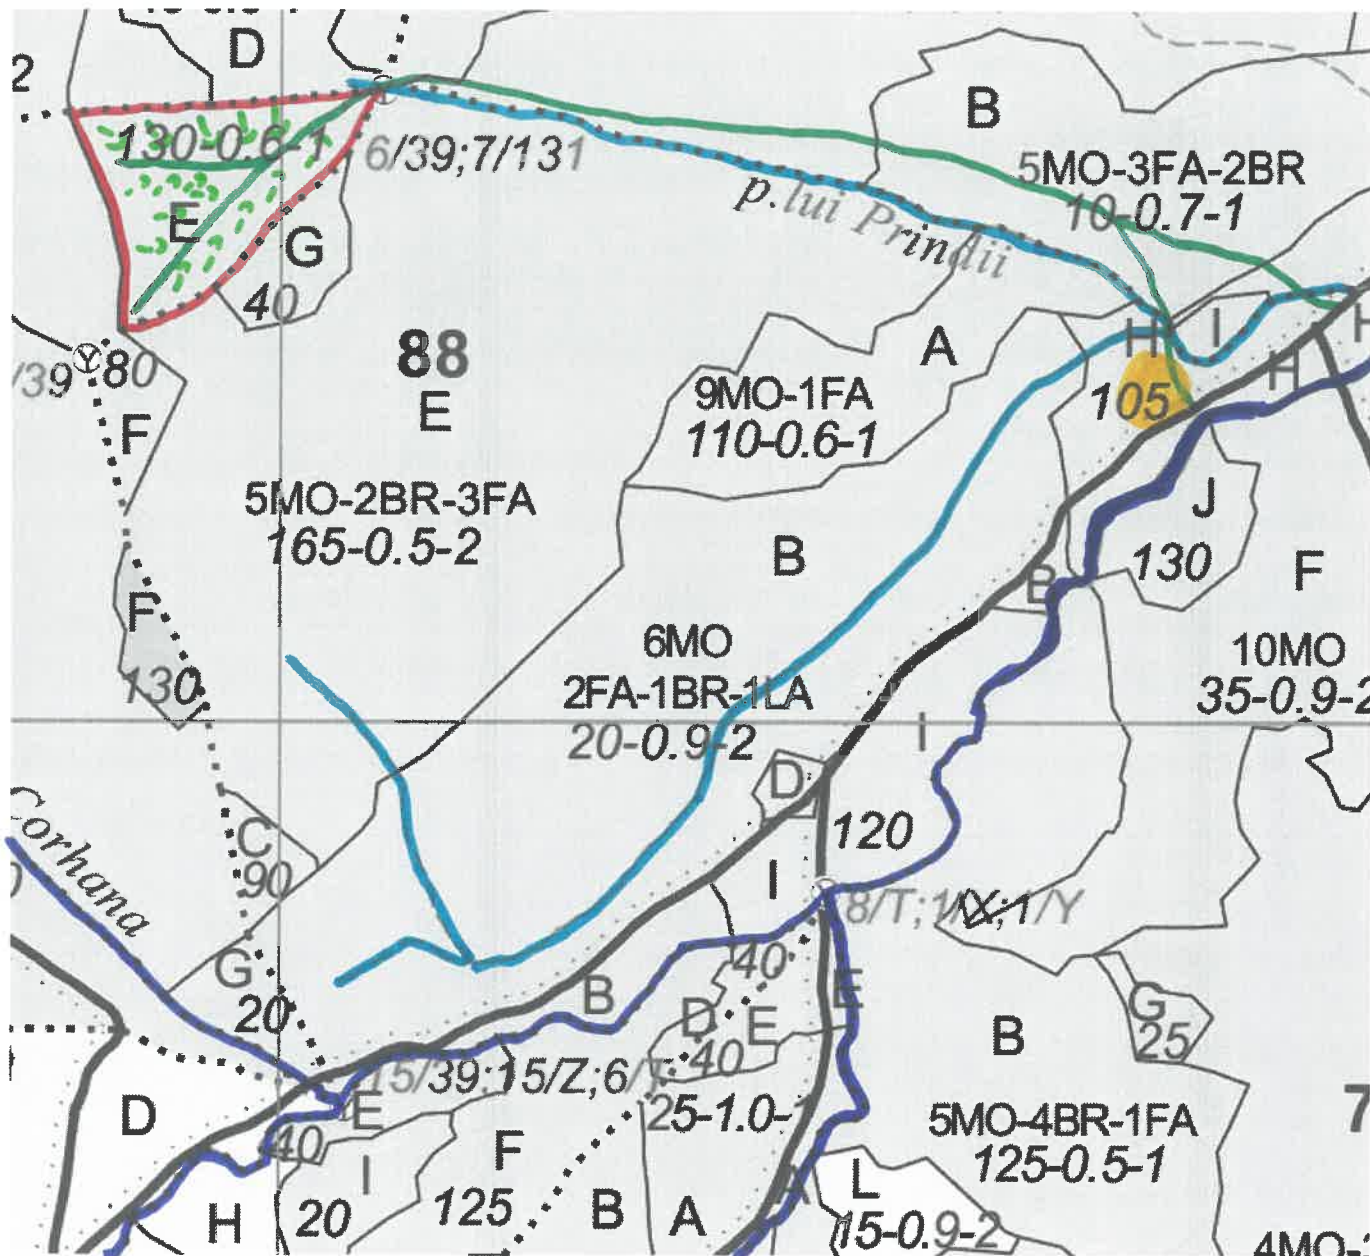 D
2
130-0.6-1
6/39;7/131
B
5MO-3FA-2BR
10-0.7-1
p.lui Prindii
E
G
40
88
E
A
H
I
H
H
/39
Y
80
9MO-1FA
110-0.6-1
105
F
5MO-2BR-3FA
165-0.5-2
B
J
130
F
F
130
B
6MO
2FA-1BR-1LA
20-0.9-2
10MO
35-0.9-2
I
D
120
Corhana
C
90
I
8/T;1/X;1/Y
G
20
40
B
E
D
E
40
B
G
25
15/39;15/Z;6/T
25-1.0-1
E
40
D
F
I
5MO-4BR-1FA
125-0.5-1
7
H
20
125
B
A
A
L
15-0.9-2
4MO-